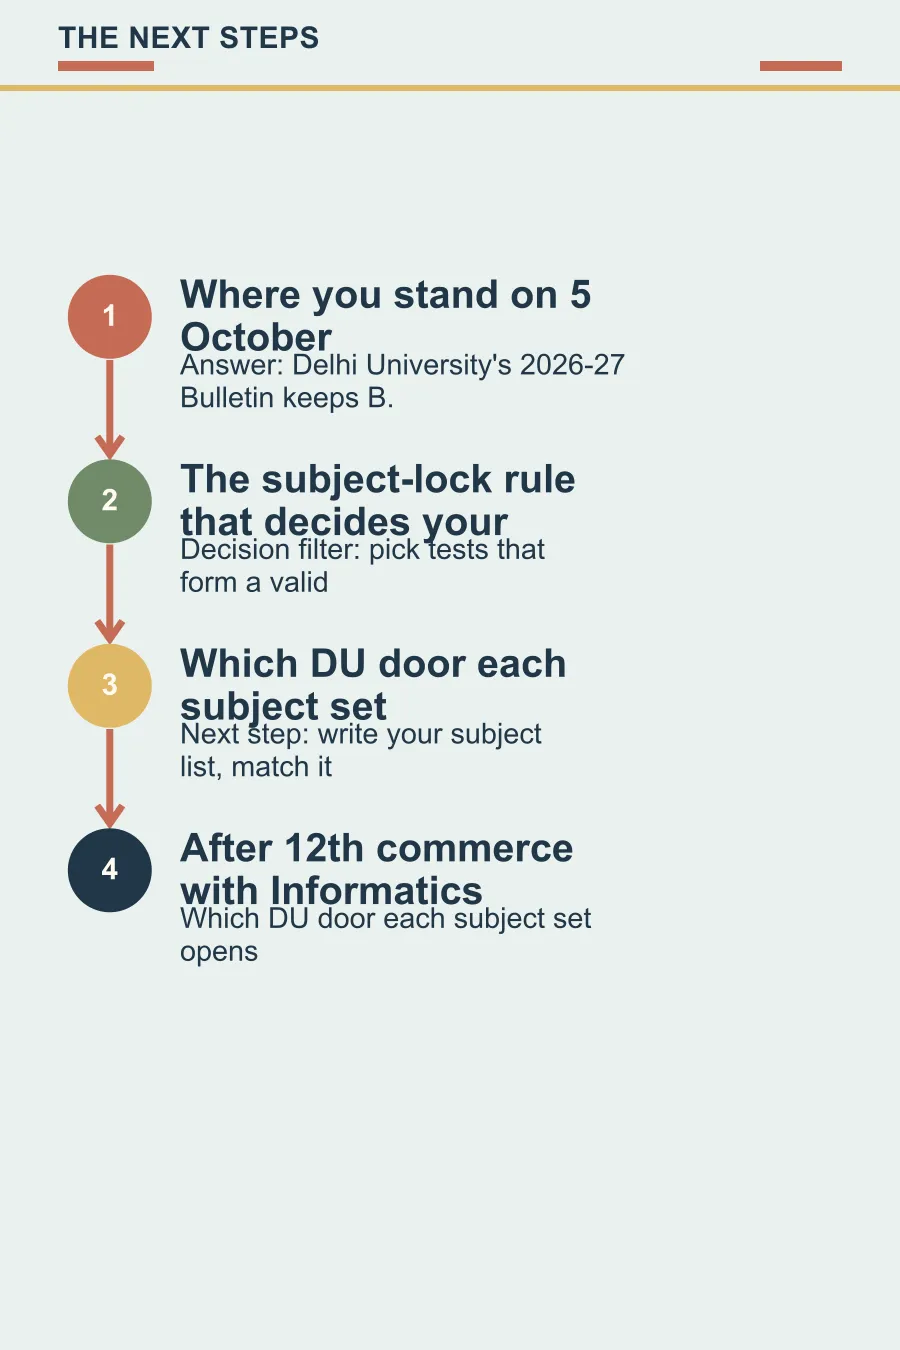 THE NEXT STEPS
1
Where you stand on 5
October
Answer: Delhi University's 2026-27
Bulletin keeps B.
2
The subject-lock rule
that decides your
Decision filter: pick tests that
form a valid
3
Which DU door each
subject set
Next step: write your subject
list, match it
4
After 12th commerce
with Informatics
Which DU door each subject set
opens